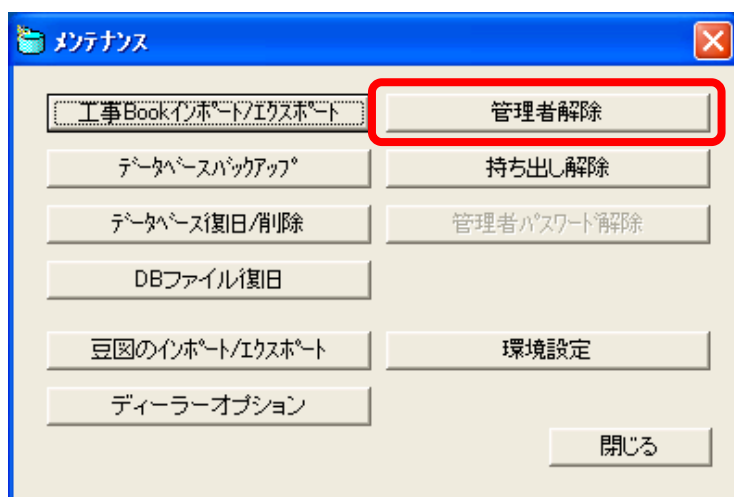 ﾒﾝﾃﾅﾝｽ
工事Bookｲﾝﾎﾟｰﾄ/ｴｸｽﾎﾟｰﾄ
管理者解除
ﾃﾞｰﾀﾍﾞｰｽﾊﾞｯｸｱｯﾌﾟ
持ち出し解除
ﾃﾞｰﾀﾍﾞｰｽ復旧/削除
管理者ﾊﾟｽﾜｰﾄﾞ解除
DBファイル復旧
豆図のｲﾝﾎﾟｰﾄ/ｴｸｽﾎﾟｰﾄ
環境設定
ディーラーオプション
閉じる